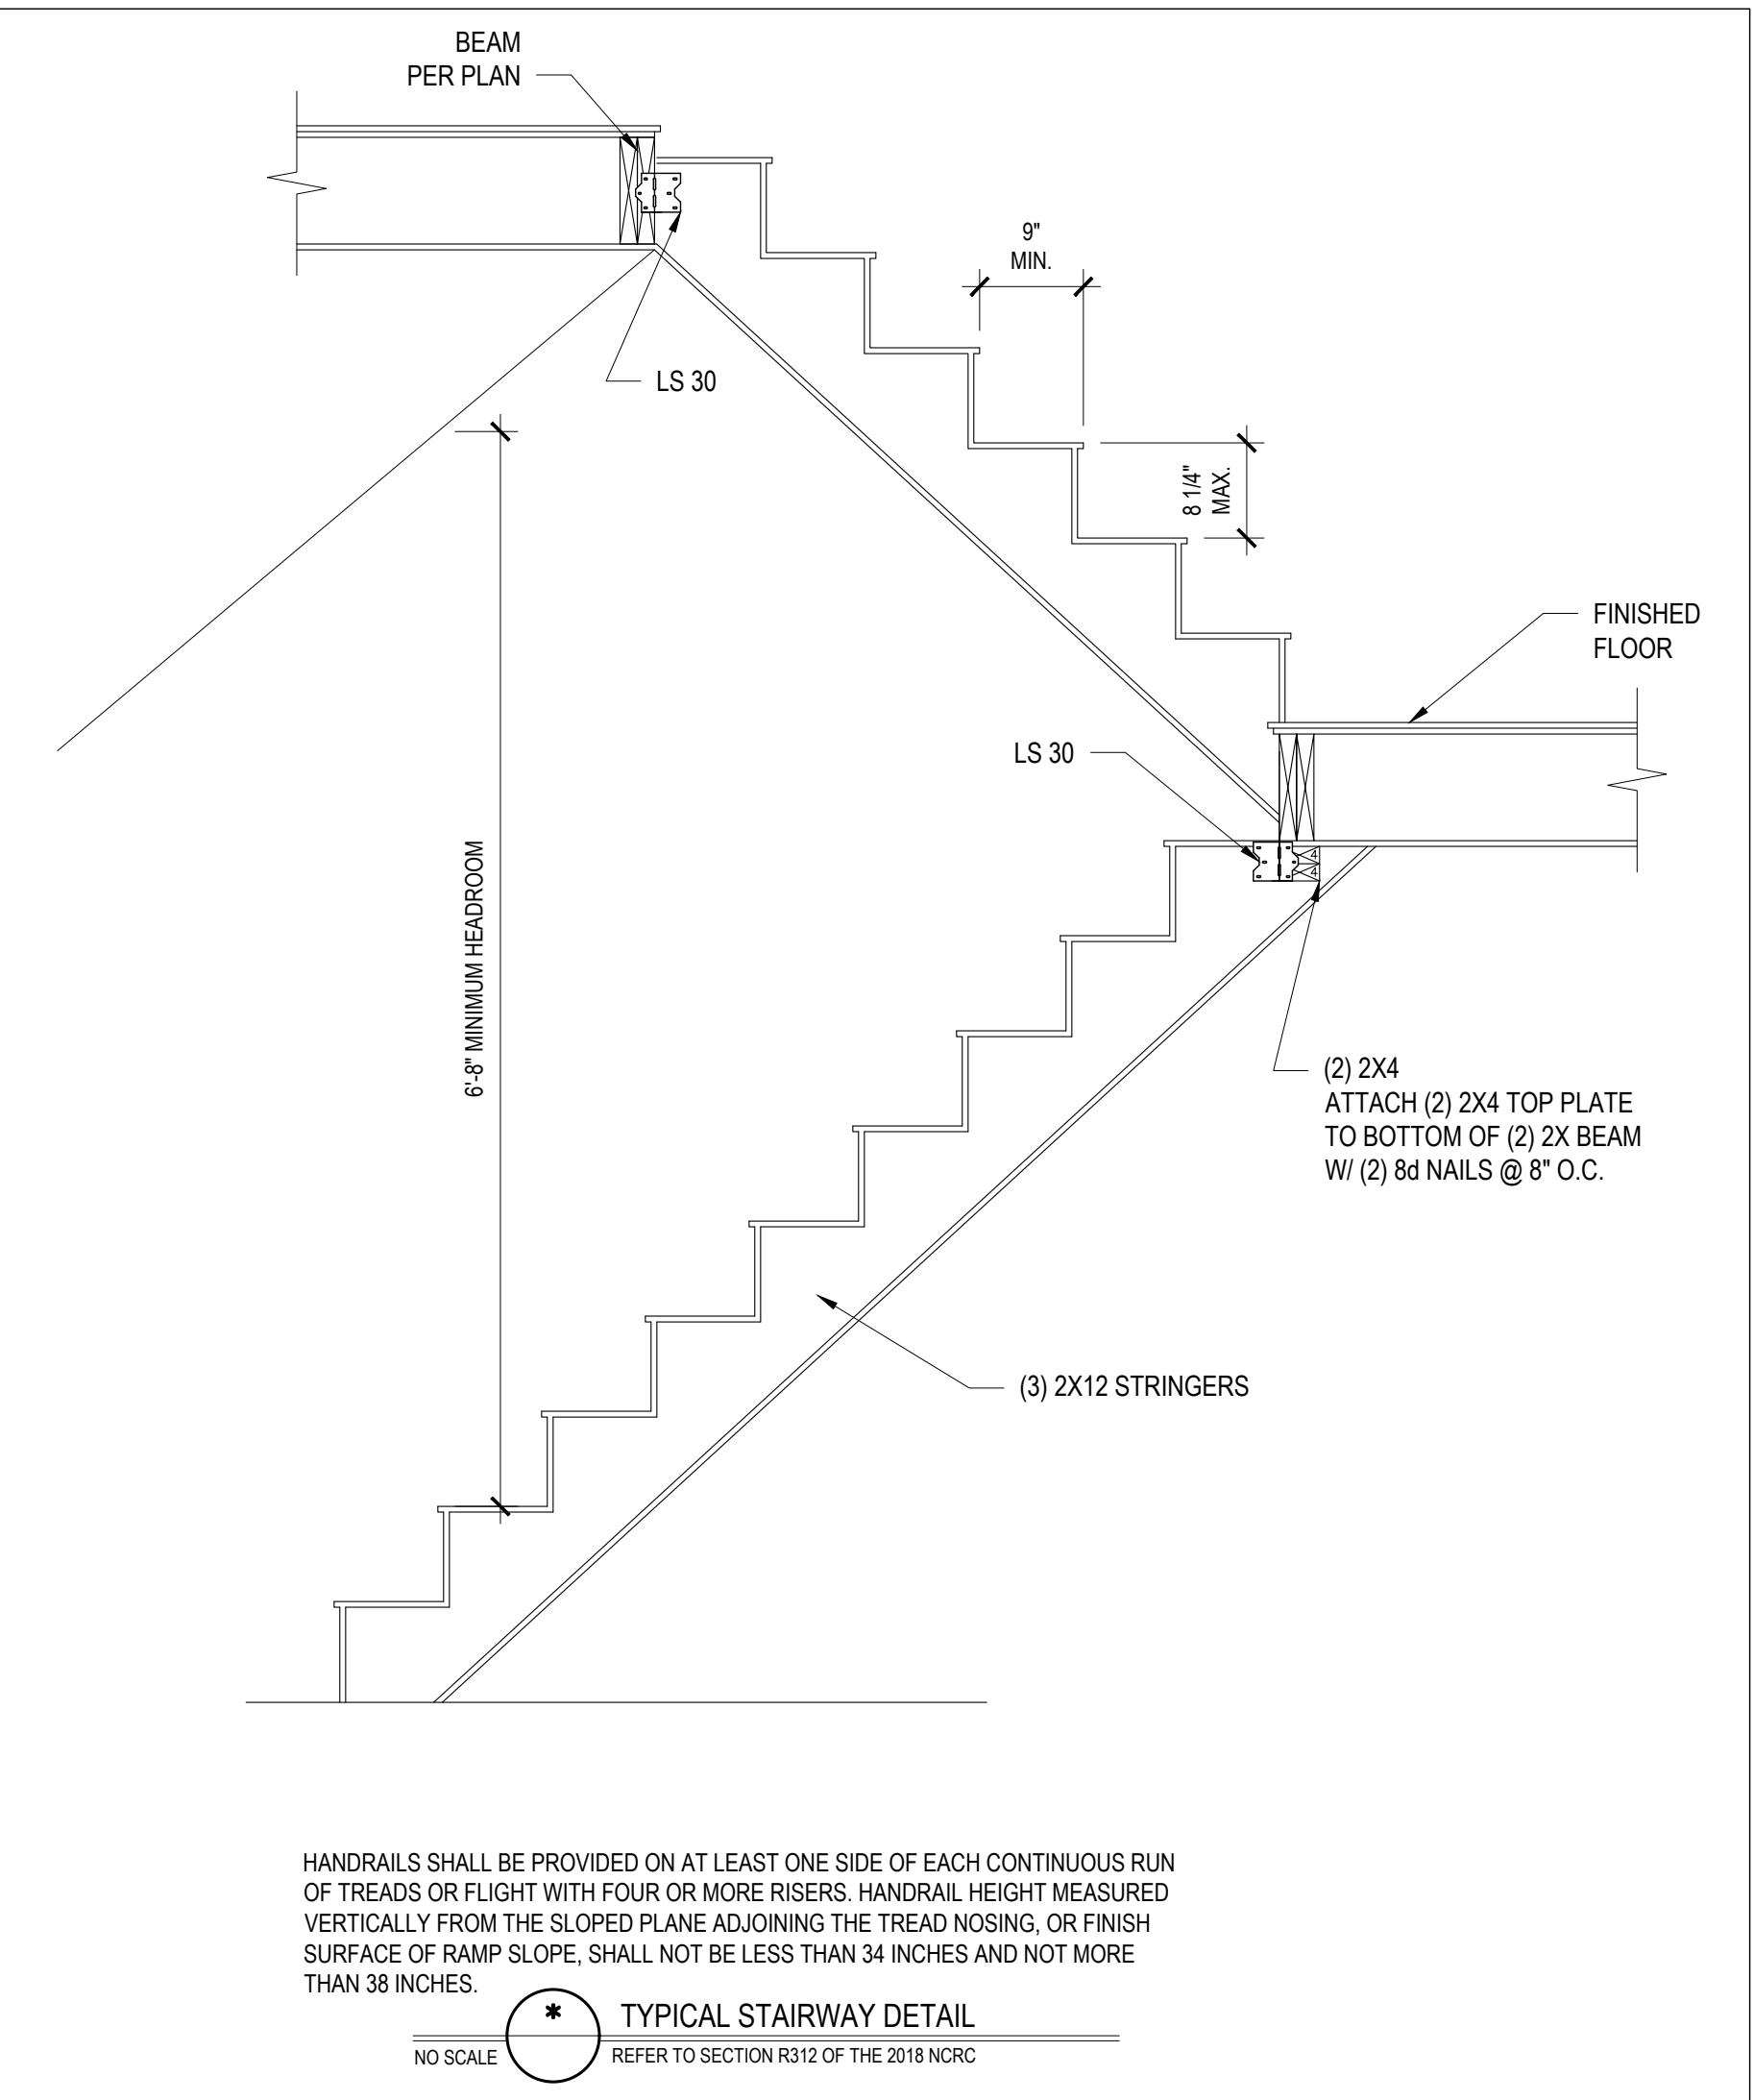 BEAM
PER PLAN
9"
MIN.
LS 30
8 1/4"
MAX.
FINISHED
FLOOR
LS 30
4
4
6'-8" MINIMUM HEADROOM
(2) 2X4
ATTACH (2) 2X4 TOP PLATE
TO BOTTOM OF (2) 2X BEAM
W/ (2) 8d NAILS @ 8" O.C.
(3) 2X12 STRINGERS
HANDRAILS SHALL BE PROVIDED ON AT LEAST ONE SIDE OF EACH CONTINUOUS RUN
OF TREADS OR FLIGHT WITH FOUR OR MORE RISERS. HANDRAIL HEIGHT MEASURED
VERTICALLY FROM THE SLOPED PLANE ADJOINING THE TREAD NOSING, OR FINISH
SURFACE OF RAMP SLOPE, SHALL NOT BE LESS THAN 34 INCHES AND NOT MORE
THAN 38 INCHES.
* TYPICAL STAIRWAY DETAIL
NO SCALE REFER TO SECTION R312 OF THE 2018 NCRC